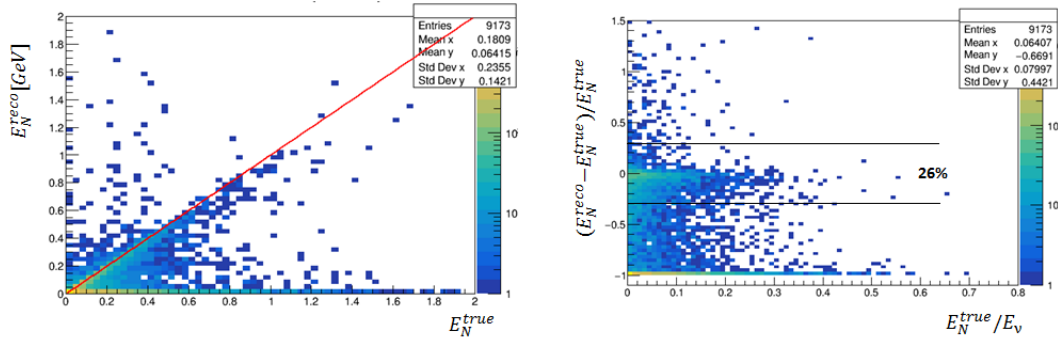 Entries 9173
Mean x 0.1809
Mean y 0.06415
Std Dev x 0.2355
Std Dev y 0.1421
E_N^reco[GeV]
2
1.8
1.6
1.4
1.2
1
0.8
0.6
0.4
0.2
0
0 0.2 0.4 0.6 0.8 1 1.2 1.4 1.6 1.8 2
E_N^true
10
10
1
Entries 9173
Mean x 0.06407
Mean y −0.6691
Std Dev x 0.07997
Std Dev y 0.4421
(E_N^reco−E_N^true)/E_N^true
1.5
1
0.5
0
−0.5
−1
26%
0 0.1 0.2 0.3 0.4 0.5 0.6 0.7 0.8
E_N^true/E_ν
10
10
1